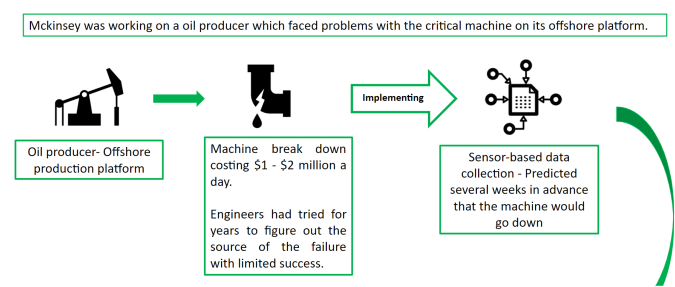 Mckinsey was working on a oil producer which faced problems with the critical machine on its offshore platform.
Oil producer- Offshore
production platform
Machine break down
costing $1 - $2 million a
day.
Engineers had tried for
years to figure out the
source of the failure
with limited success.
Implementing
Sensor-based data
collection - Predicted
several weeks in advance
that the machine would
go down